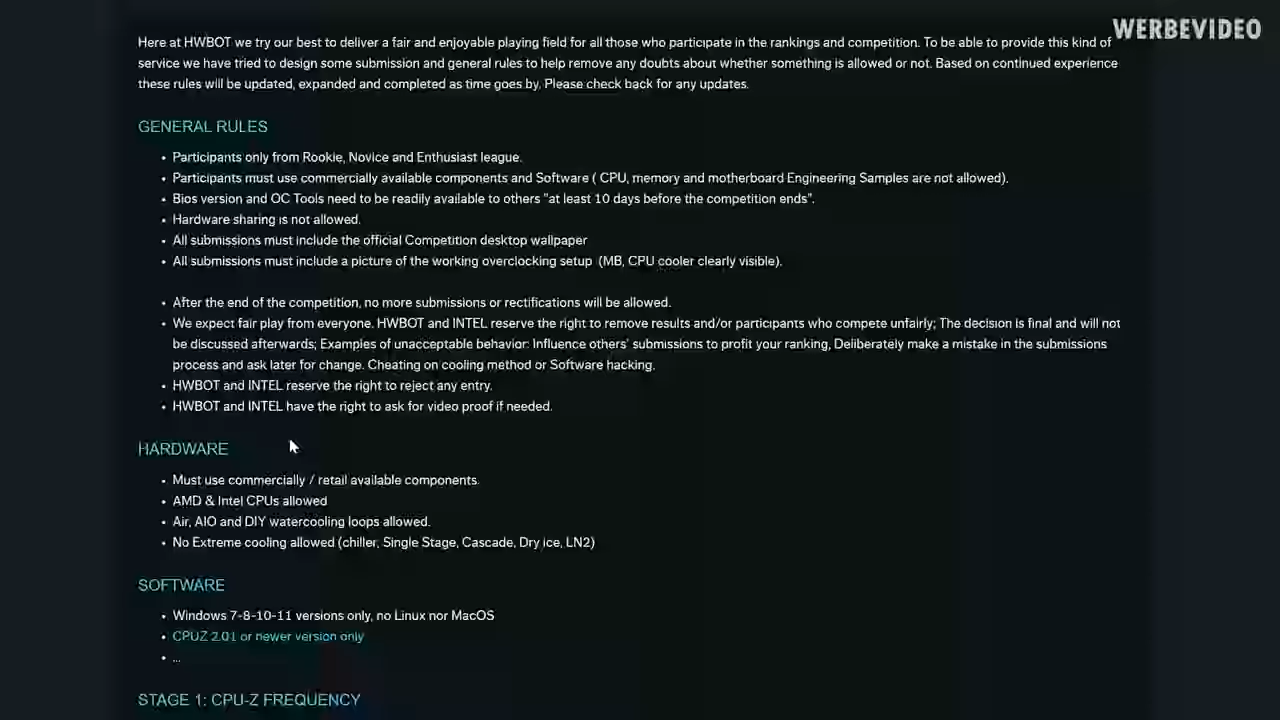 WERBEVIDEO
Here at HWBOT we try our best to deliver a fair and enjoyable playing field for all those who participate in the rankings and competition. To be able to provide this kind of
service we have tried to design some submission and general rules to help remove any doubts about whether something is allowed or not. Based on continued experience
these rules will be updated, expanded and completed as time goes by. Please check back for any updates.
GENERAL RULES
• Participants only from Rookie, Novice and Enthusiast league.
• Participants must use commercially available components and Software ( CPU, memory and motherboard Engineering Samples are not allowed).
• Bios version and OC Tools need to be readily available to others "at least 10 days before the competition ends".
• Hardware sharing is not allowed.
• All submissions must include the official Competition desktop wallpaper
• All submissions must include a picture of the working overclocking setup (MB, CPU cooler clearly visible).
• After the end of the competition, no more submissions or rectifications will be allowed.
• We expect fair play from everyone. HWBOT and INTEL reserve the right to remove results and/or participants who compete unfairly; The decision is final and will not
be discussed afterwards; Examples of unacceptable behavior: Influence others' submissions to profit your ranking, Deliberately make a mistake in the submissions
process and ask later for change. Cheating on cooling method or Software hacking.
• HWBOT and INTEL reserve the right to reject any entry.
• HWBOT and INTEL have the right to ask for video proof if needed.
HARDWARE
• Must use commercially / retail available components.
• AMD & Intel CPUs allowed
• Air, AIO and DIY watercooling loops allowed.
• No Extreme cooling allowed (chiller, Single Stage, Cascade, Dry ice, LN2)
SOFTWARE
• Windows 7-8-10-11 versions only, no Linux nor MacOS
• CPUZ 2.01 or newer version only
• ...
STAGE 1: CPU-Z FREQUENCY